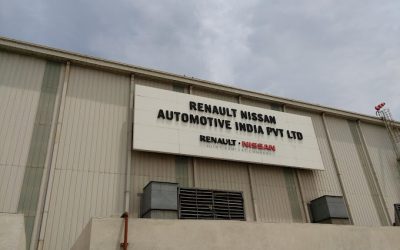 RENAULT NISSAN
AUTOMOTIVE INDIA PVT LTD
RENAULT • NISSAN